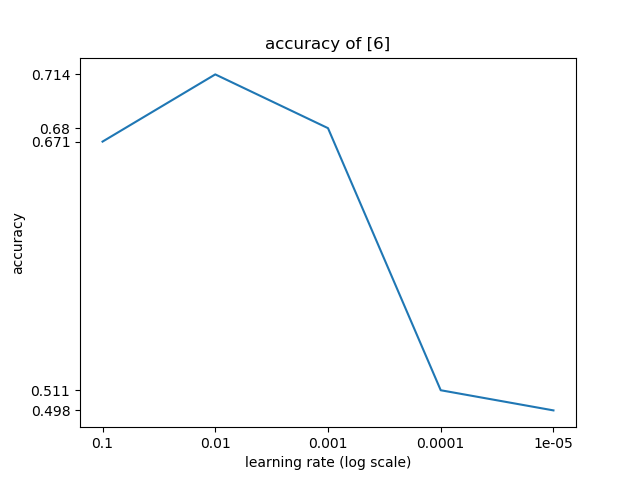 accuracy of [6]
accuracy
0.714
0.68
0.671
0.511
0.498
0.1 0.01 0.001 0.0001 1e-05
learning rate (log scale)